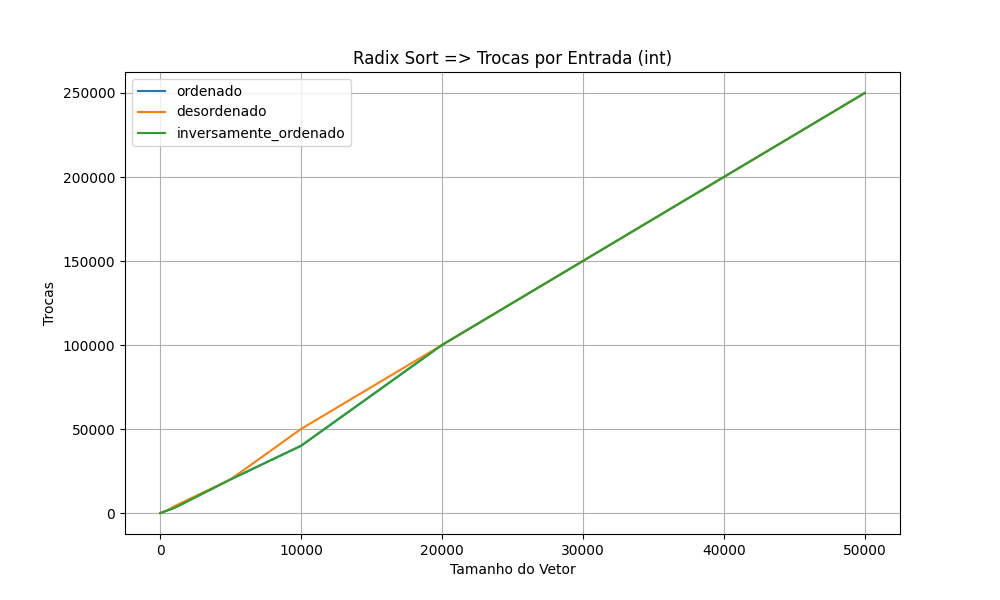 Radix Sort => Trocas por Entrada (int)
ordenado
desordenado
inversamente_ordenado
250000
200000
150000
100000
50000
0
Trocas
0 10000 20000 30000 40000 50000
Tamanho do Vetor